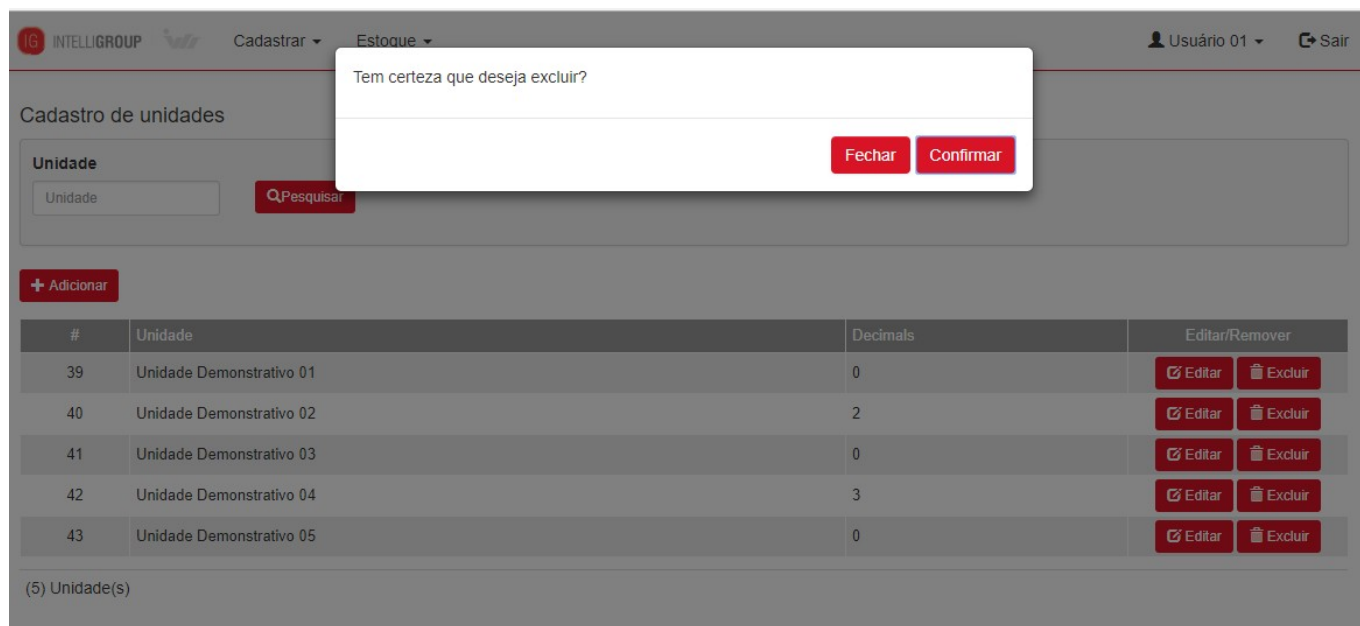 IG INTELLIGROUP Cadastrar Estoque Usuário 01 Sair
Tem certeza que deseja excluir?
Fechar Confirmar
Cadastro de unidades
Unidade
Unidade Pesquisar
Adicionar
# Unidade Decimals Editar/Remover
39 Unidade Demonstrativo 01 0 Editar Excluir
40 Unidade Demonstrativo 02 2 Editar Excluir
41 Unidade Demonstrativo 03 0 Editar Excluir
42 Unidade Demonstrativo 04 3 Editar Excluir
43 Unidade Demonstrativo 05 0 Editar Excluir
(5) Unidade(s)